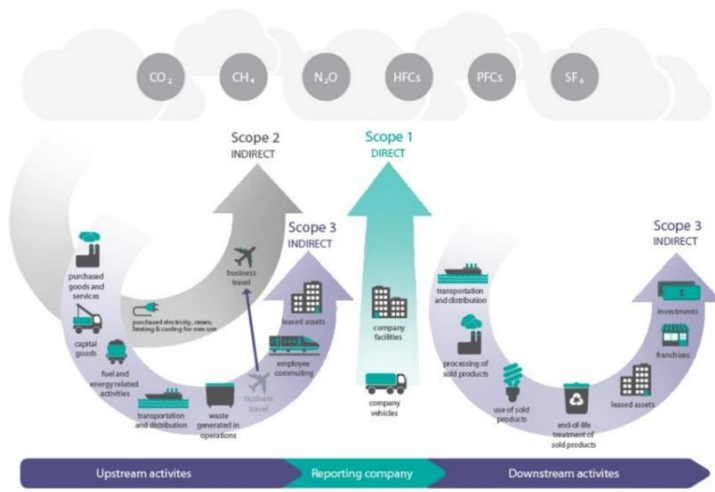 CO₂
CH₄
N₂O
HFCs
PFCs
SF₆
Scope 2
INDIRECT
Scope 1
DIRECT
Scope 3
INDIRECT
Scope 3
INDIRECT
purchased
goods and
services
capital
goods
fuel and
energy related
activities
purchased electricity, steam,
heating & cooling for own use
transportation
and distribution
waste
generated in
operations
business
travel
business
travel
employee
commuting
leased assets
company
facilities
company
vehicles
transportation
and distribution
processing of
sold products
use of sold
products
end-of-life
treatment of
sold products
leased assets
franchises
investments
$
Upstream activites
Reporting company
Downstream activites